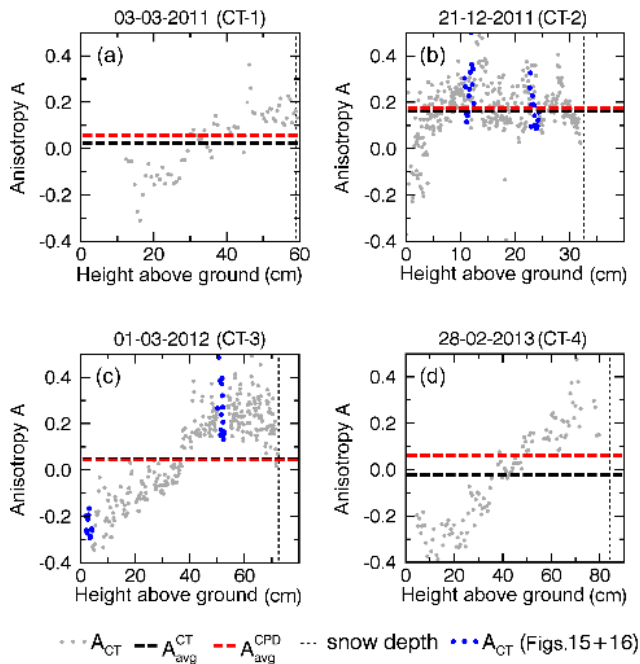 03-03-2011 (CT-1)
(a)
Anisotropy A
0.4
0.2
0.0
-0.2
-0.4
0 20 40 60
Height above ground (cm)
21-12-2011 (CT-2)
(b)
Anisotropy A
0.4
0.2
0.0
-0.2
-0.4
0 10 20 30
Height above ground (cm)
01-03-2012 (CT-3)
(c)
Anisotropy A
0.4
0.2
0.0
-0.2
-0.4
0 20 40 60
Height above ground (cm)
28-02-2013 (CT-4)
(d)
Anisotropy A
0.4
0.2
0.0
-0.2
-0.4
0 20 40 60 80
Height above ground (cm)
A_CT A_avg^CT A_avg^CPD snow depth A_CT (Figs.15+16)